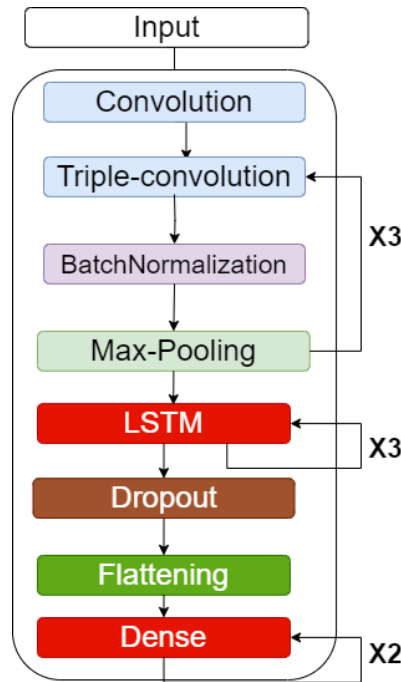 Input
Convolution
Triple-convolution
X3
BatchNormalization
Max-Pooling
LSTM
X3
Dropout
Flattening
Dense
X2